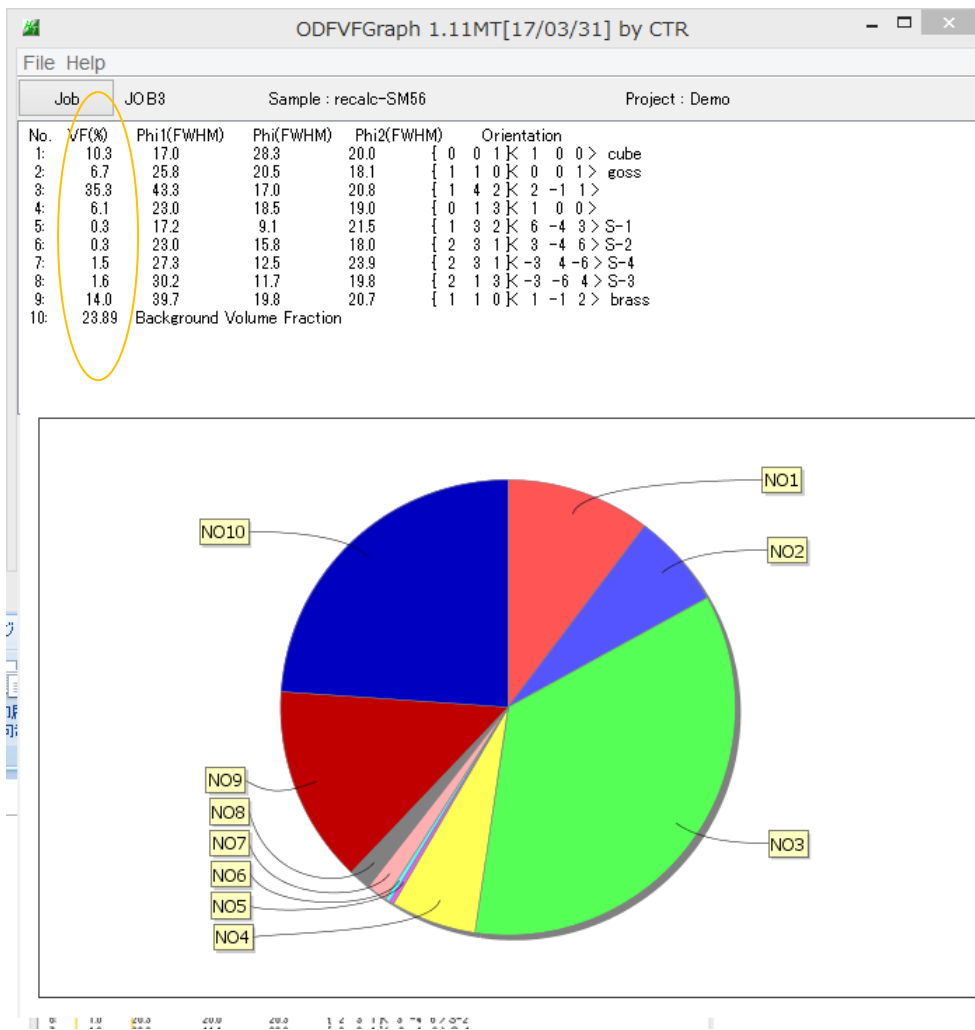 ODFVFGraph 1.11MT[17/03/31] by CTR
File Help
Job JOB3 Sample : recalc-SM56 Project : Demo
No. VF(%) Phi1(FWHM) Phi(FWHM) Phi2(FWHM) Orientation
1: 10.3 17.0 28.3 20.0 { 0 0 1 }< 1 0 0 > cube
2: 6.7 25.8 20.5 18.1 { 1 1 0 }< 0 0 1 > goss
3: 35.3 43.3 17.0 20.8 { 1 4 2 }< 2 -1 1 >
4: 6.1 23.0 18.5 19.0 { 0 1 3 }< 1 0 0 >
5: 0.3 17.2 9.1 21.5 { 1 3 2 }< 6 -4 3 > S-1
6: 0.3 23.0 15.8 18.0 { 2 3 1 }< 3 -4 6 > S-2
7: 1.5 27.3 12.5 23.9 { 2 3 1 }< -3 4 -6 > S-4
8: 1.6 30.2 11.7 19.8 { 2 1 3 }< -3 -6 4 > S-3
9: 14.0 39.7 19.8 20.7 { 1 1 0 }< 1 -1 2 > brass
10: 23.89 Background Volume Fraction
NO1
NO10
NO2
NO9
NO8
NO7
NO3
NO6
NO5
NO4